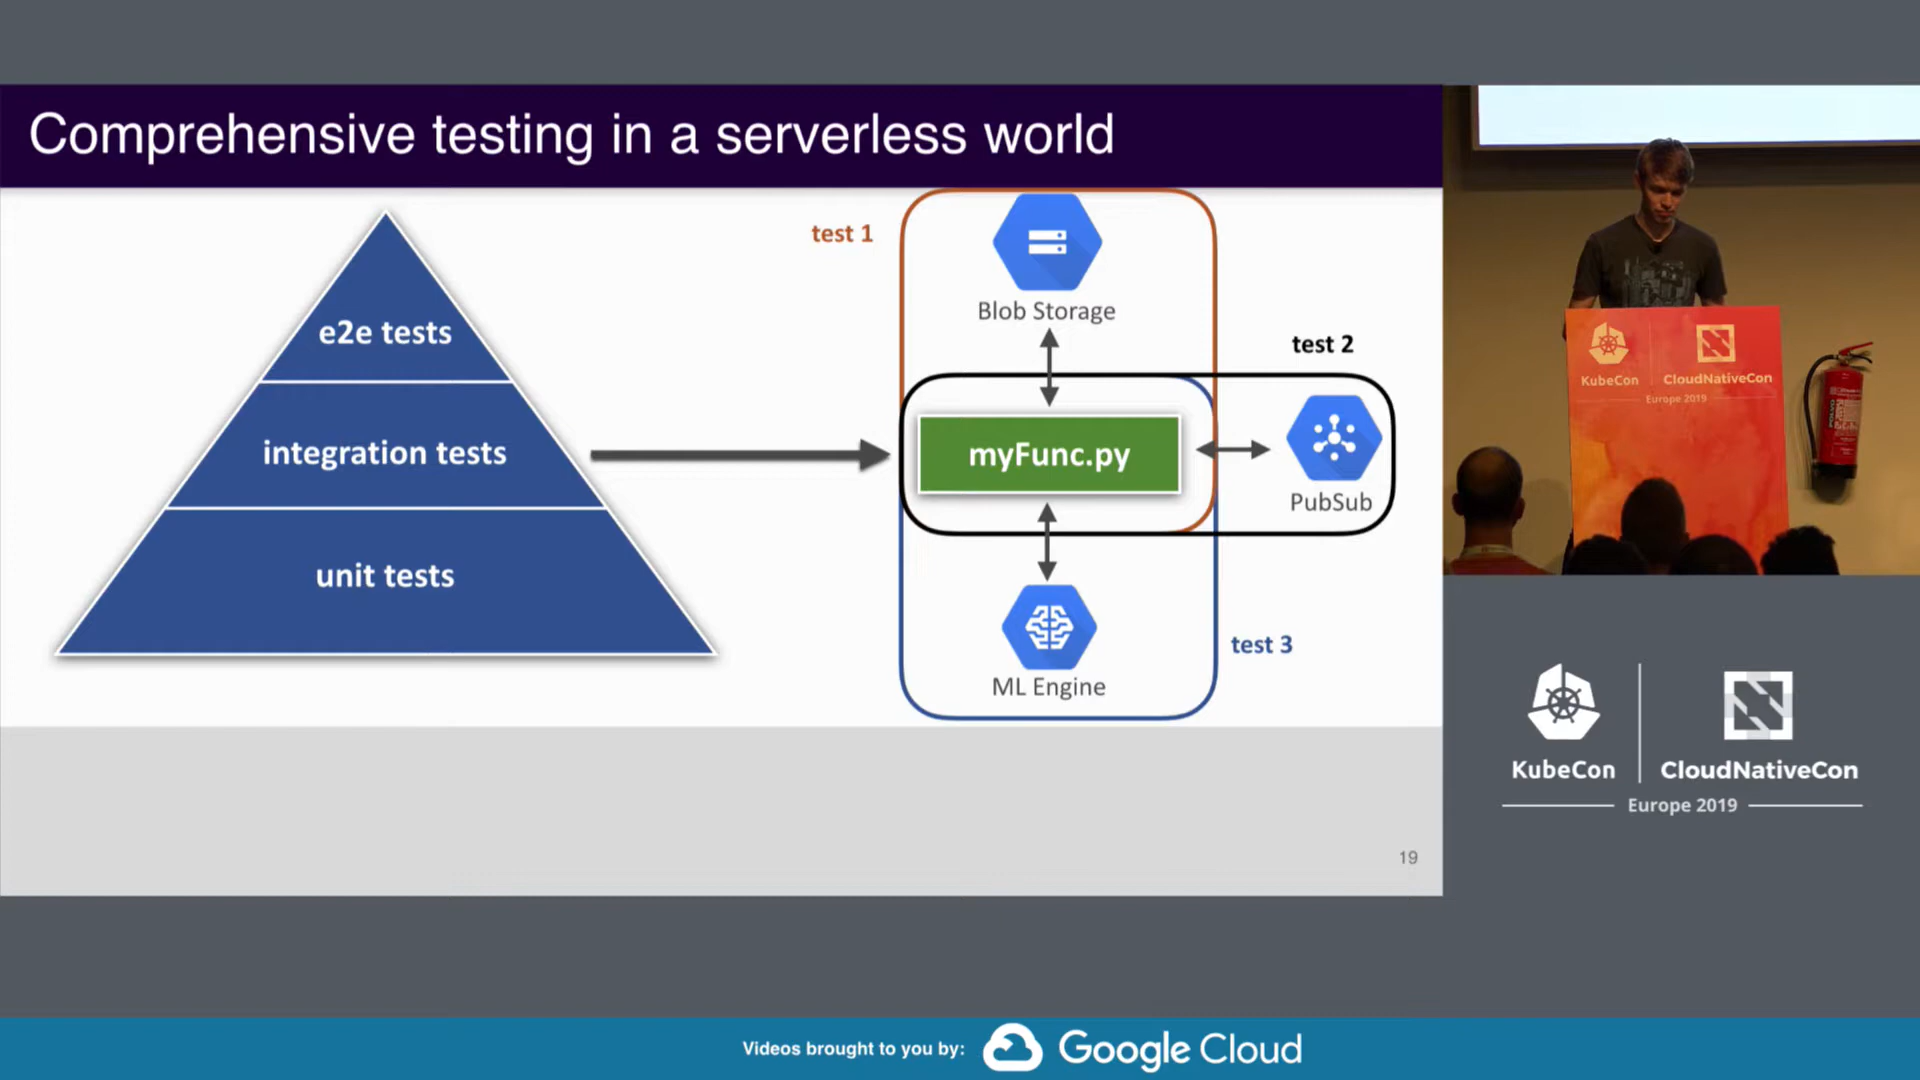 Comprehensive testing in a serverless world
e2e tests
integration tests
unit tests
test 1
Blob Storage
test 2
myFunc.py
PubSub
ML Engine
test 3
19
KubeCon
CloudNativeCon
Europe 2019
KubeCon
CloudNativeCon
Europe 2019
Videos brought to you by:
Google Cloud